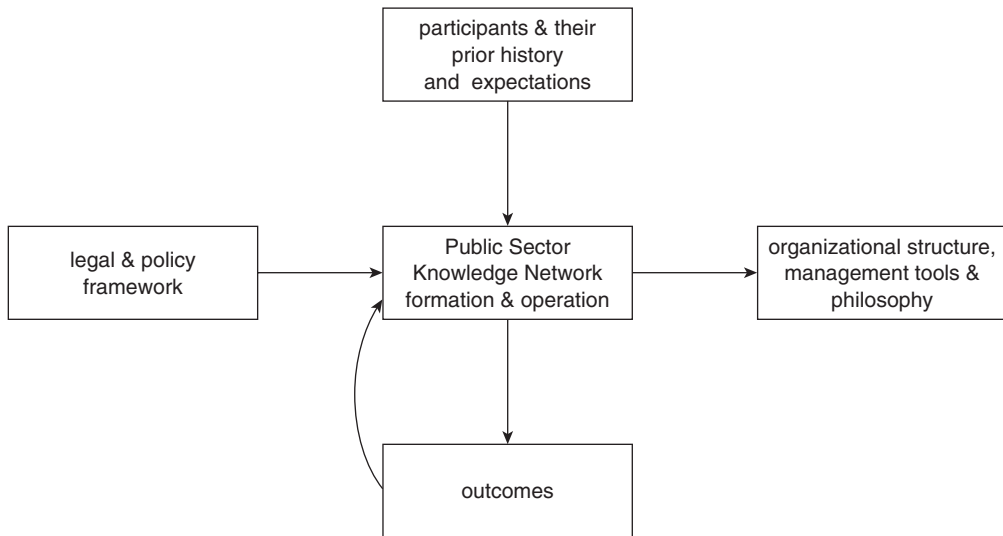 participants & their
prior history
and expectations
legal & policy
framework
Public Sector
Knowledge Network
formation & operation
organizational structure,
management tools &
philosophy
outcomes